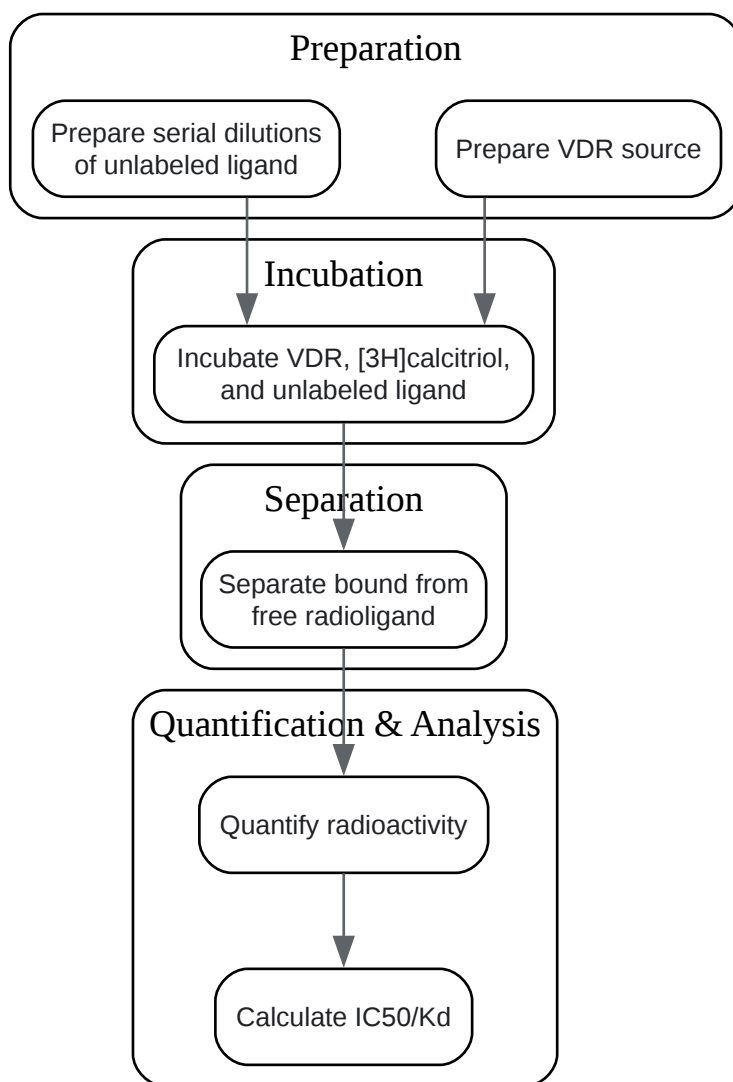 Preparation
Prepare serial dilutions
of unlabeled ligand
Prepare VDR source
Incubation
Incubate VDR, [3H]calcitriol,
and unlabeled ligand
Separation
Separate bound from
free radioligand
Quantification & Analysis
Quantify radioactivity
Calculate IC50/Kd